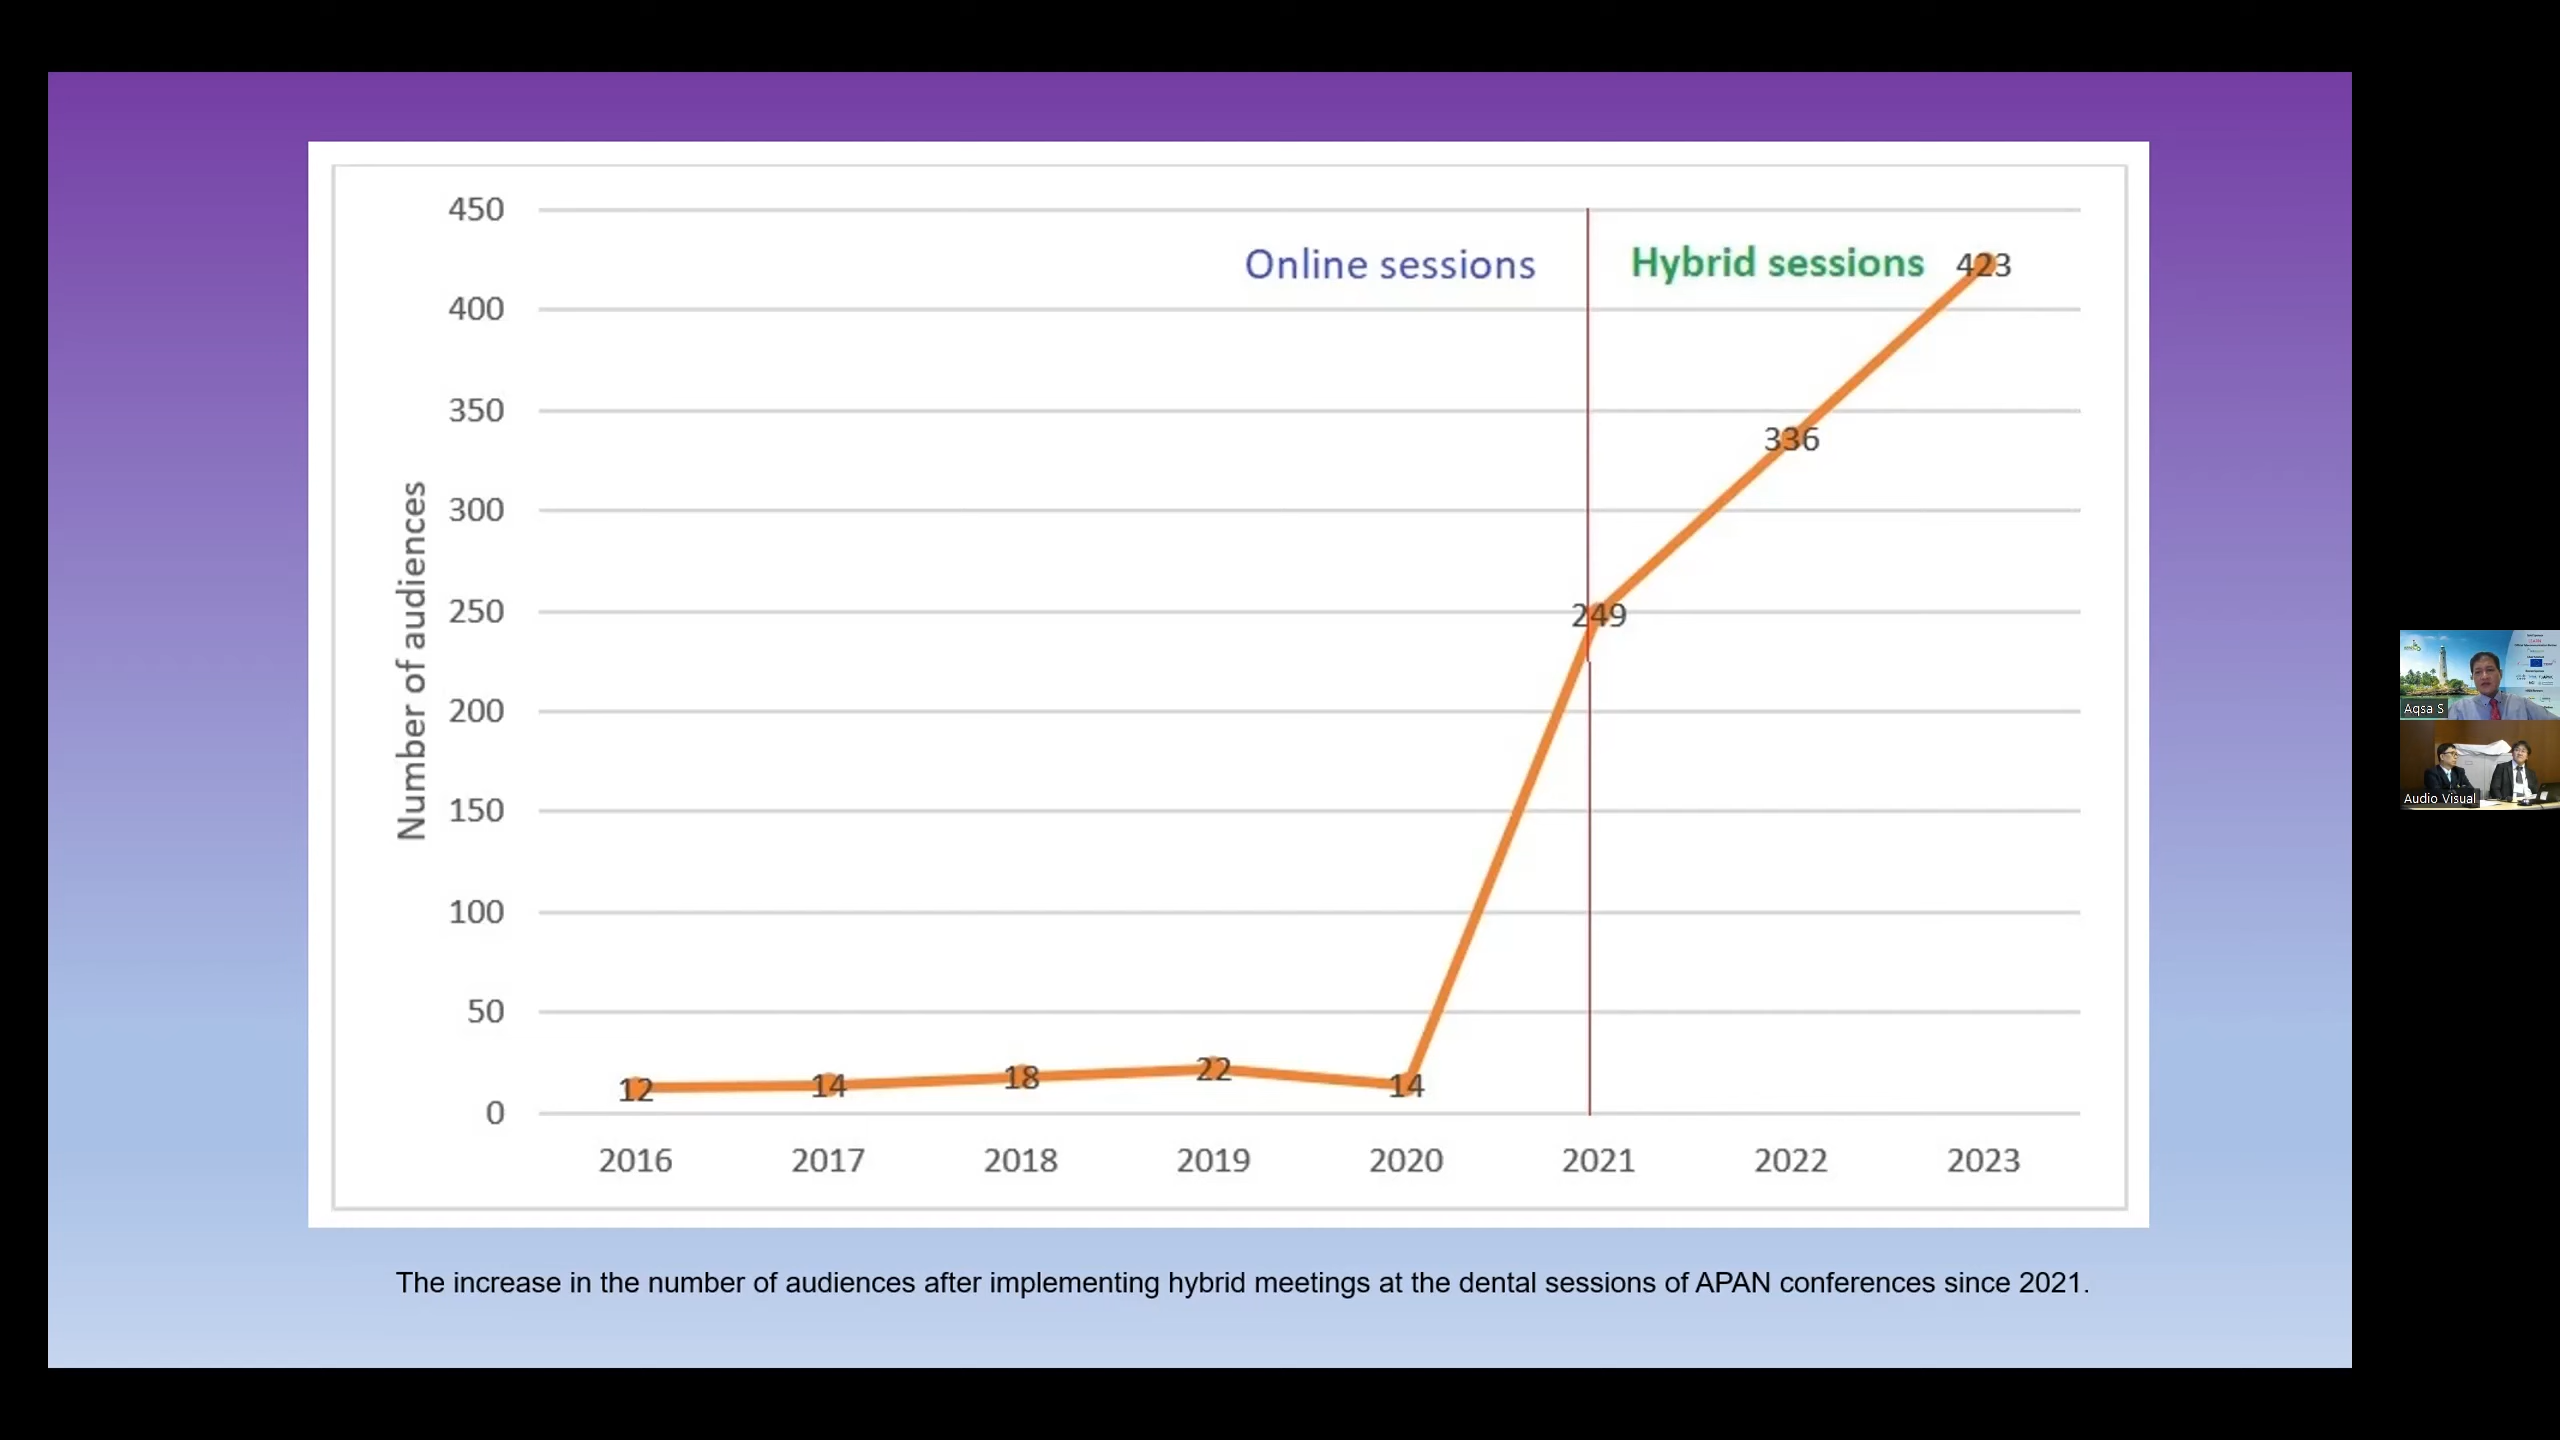 450
Online sessions
Hybrid sessions
423
400
350
336
Number of audiences
300
250
249
200
150
100
50
12
14
18
22
14
0
2016 2017 2018 2019 2020 2021 2022 2023
The increase in the number of audiences after implementing hybrid meetings at the dental sessions of APAN conferences since 2021.
Aqsa S
Audio Visual